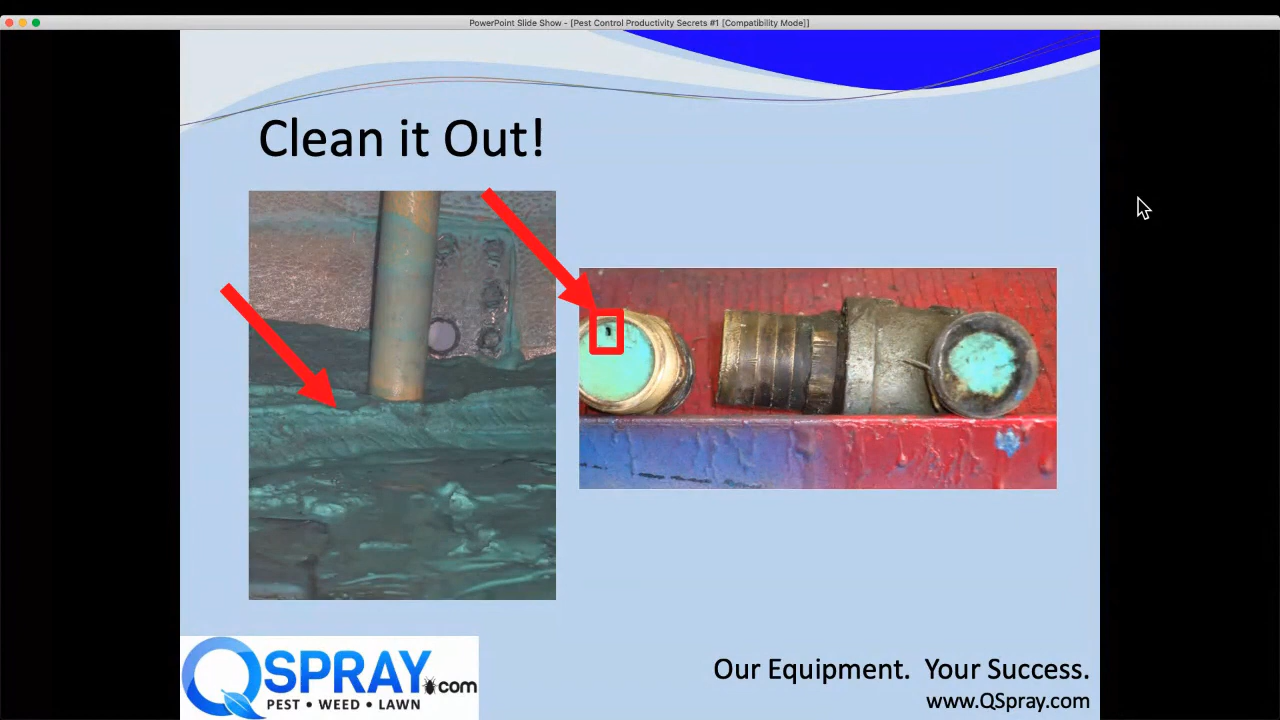 PowerPoint Slide Show - [Pest Control Productivity Secrets #1 [Compatibility Mode]]
Clean it Out!
QSPRAY.com
PEST • WEED • LAWN
Our Equipment. Your Success.
www.QSpray.com